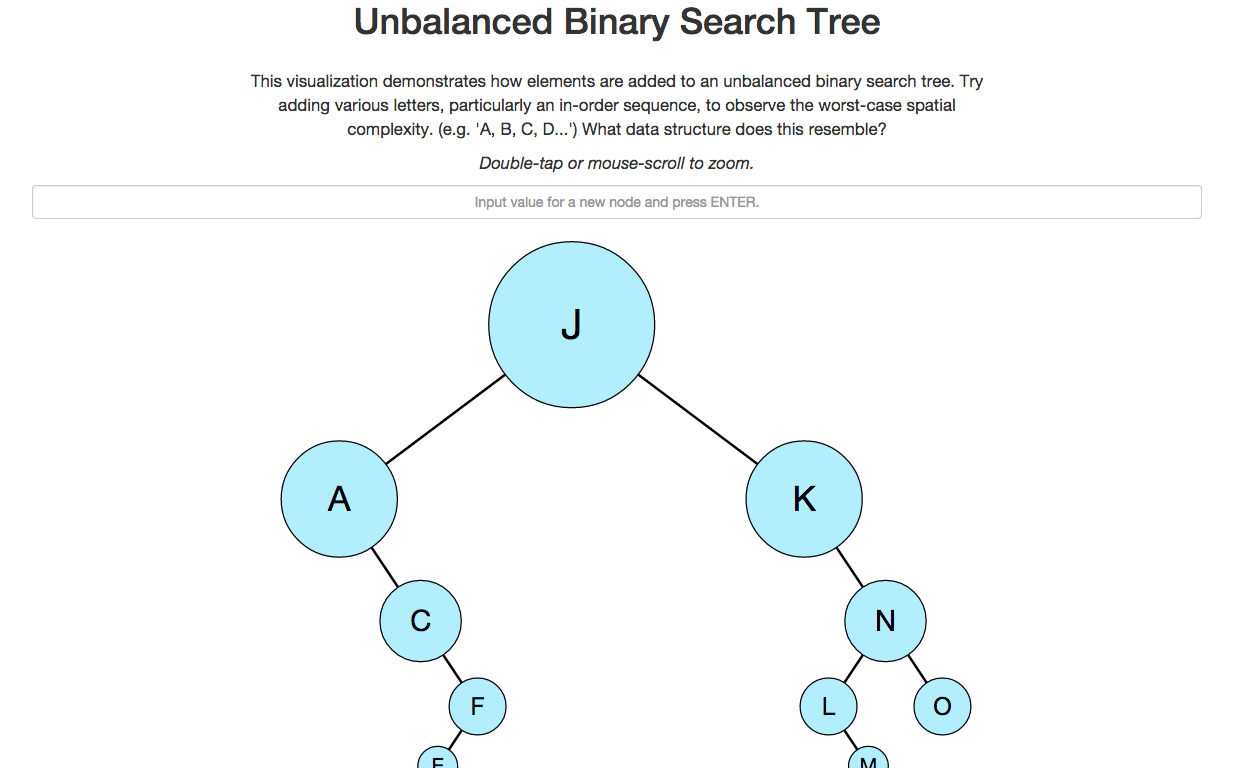 Unbalanced Binary Search Tree
This visualization demonstrates how elements are added to an unbalanced binary search tree. Try
adding various letters, particularly an in-order sequence, to observe the worst-case spatial
complexity. (e.g. 'A, B, C, D...') What data structure does this resemble?
Double-tap or mouse-scroll to zoom.
Input value for a new node and press ENTER.
J
A
K
C
N
F
L
O
M